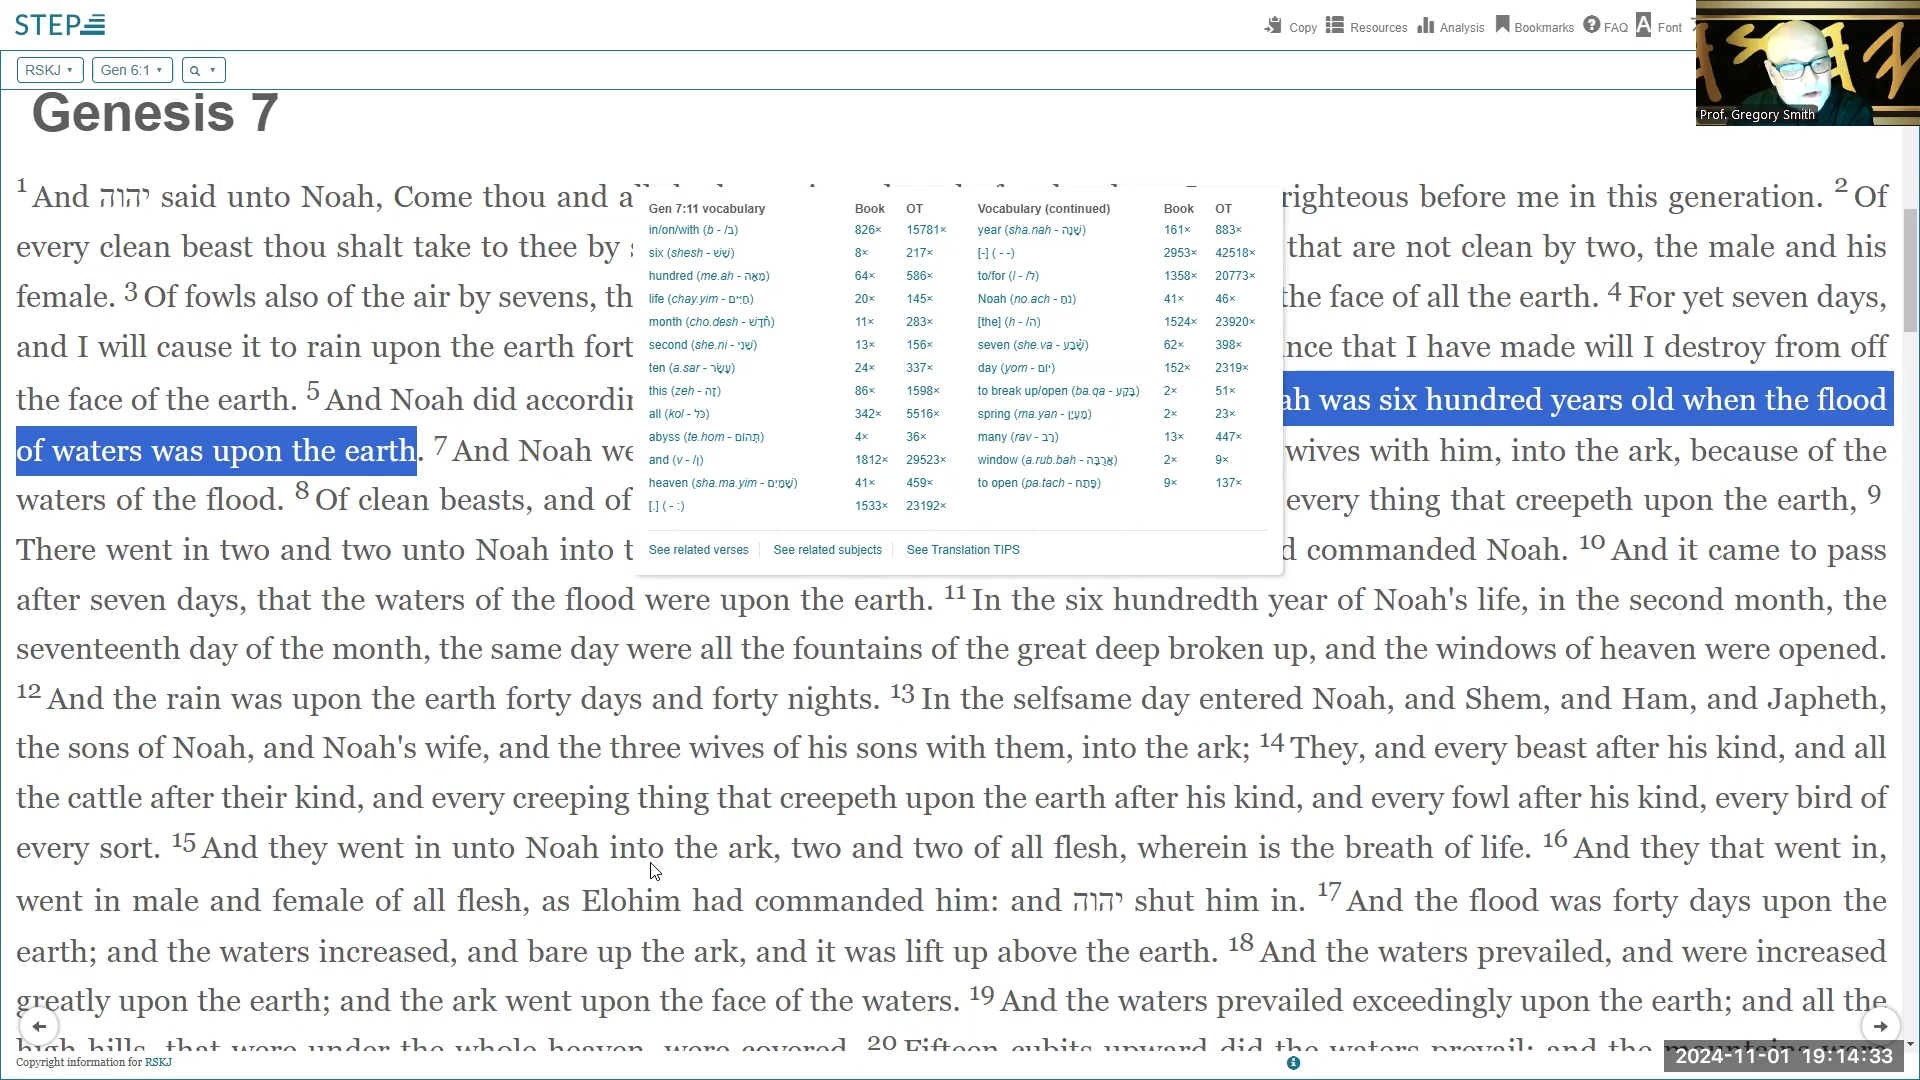 STEP
Copy Resources Analysis Bookmarks FAQ Font
RSKJ Gen 6:1
Prof. Gregory Smith
Genesis 7
1 And יהוה said unto Noah, Come thou and righteous before me in this generation. 2 Of
every clean beast thou shalt take to thee by that are not clean by two, the male and his
female. 3 Of fowls also of the air by sevens, the face of all the earth. 4 For yet seven days,
and I will cause it to rain upon the earth that I have made will I destroy from off
the face of the earth. 5 And Noah did was six hundred years old when the flood
of waters was upon the earth. 7 And Noah wives with him, into the ark, because of the
waters of the flood. 8 Of clean beasts, and of every thing that creepeth upon the earth, 9
There went in two and two unto Noah into commanded Noah. 10 And it came to pass
Gen 7:11 vocabulary Book OT Vocabulary (continued) Book OT
in/on/with (b - ב/) 826× 15781× year (sha.nah - שָׁנָה) 161× 883×
six (shesh - שֵׁשׁ) 8× 217× [-] ( - -) 2953× 42518×
hundred (me.ah - מֵאָה) 64× 586× to/for (l - ל/) 1358× 20773×
life (chay.yim - חַיִּים) 20× 145× Noah (no.ach - נֹחַ) 41× 46×
month (cho.desh - חֹ֫דֶשׁ) 11× 283× [the] (h - ה/) 1524× 23920×
second (she.ni - שֵׁנִי) 13× 156× seven (she.va - שֶׁ֫בַע) 62× 398×
ten (a.sar - עָשָׂר) 24× 337× day (yom - יוֹם) 152× 2319×
this (zeh - זֶה) 86× 1598× to break up/open (ba.qa - בָּקַע) 2× 51×
all (kol - כֹּל) 342× 5516× spring (ma.yan - מַעְיָן) 2× 23×
abyss (te.hom - תְּהוֹם) 4× 36× many (rav - רַב) 13× 447×
and (v - ו/) 1812× 29523× window (a.rub.bah - אֲרֻבָּה) 2× 9×
heaven (sha.ma.yim - שָׁמַ֫יִם) 41× 459× to open (pa.tach - פָּתַח) 9× 137×
[.] ( - :) 1533× 23192×
See related verses See related subjects See Translation TIPS
after seven days, that the waters of the flood were upon the earth. 11 In the six hundredth year of Noah's life, in the second month, the
seventeenth day of the month, the same day were all the fountains of the great deep broken up, and the windows of heaven were opened.
12 And the rain was upon the earth forty days and forty nights. 13 In the selfsame day entered Noah, and Shem, and Ham, and Japheth,
the sons of Noah, and Noah's wife, and the three wives of his sons with them, into the ark; 14 They, and every beast after his kind, and all
the cattle after their kind, and every creeping thing that creepeth upon the earth after his kind, and every fowl after his kind, every bird of
every sort. 15 And they went in unto Noah into the ark, two and two of all flesh, wherein is the breath of life. 16 And they that went in,
went in male and female of all flesh, as Elohim had commanded him: and יהוה shut him in. 17 And the flood was forty days upon the
earth; and the waters increased, and bare up the ark, and it was lift up above the earth. 18 And the waters prevailed, and were increased
greatly upon the earth; and the ark went upon the face of the waters. 19 And the waters prevailed exceedingly upon the earth; and all the
high hills, that were under the whole heaven, were covered. 20 Fifteen cubits upward did the waters prevail; and the mountains were
Copyright information for RSKJ
2024-11-01 19:14:33